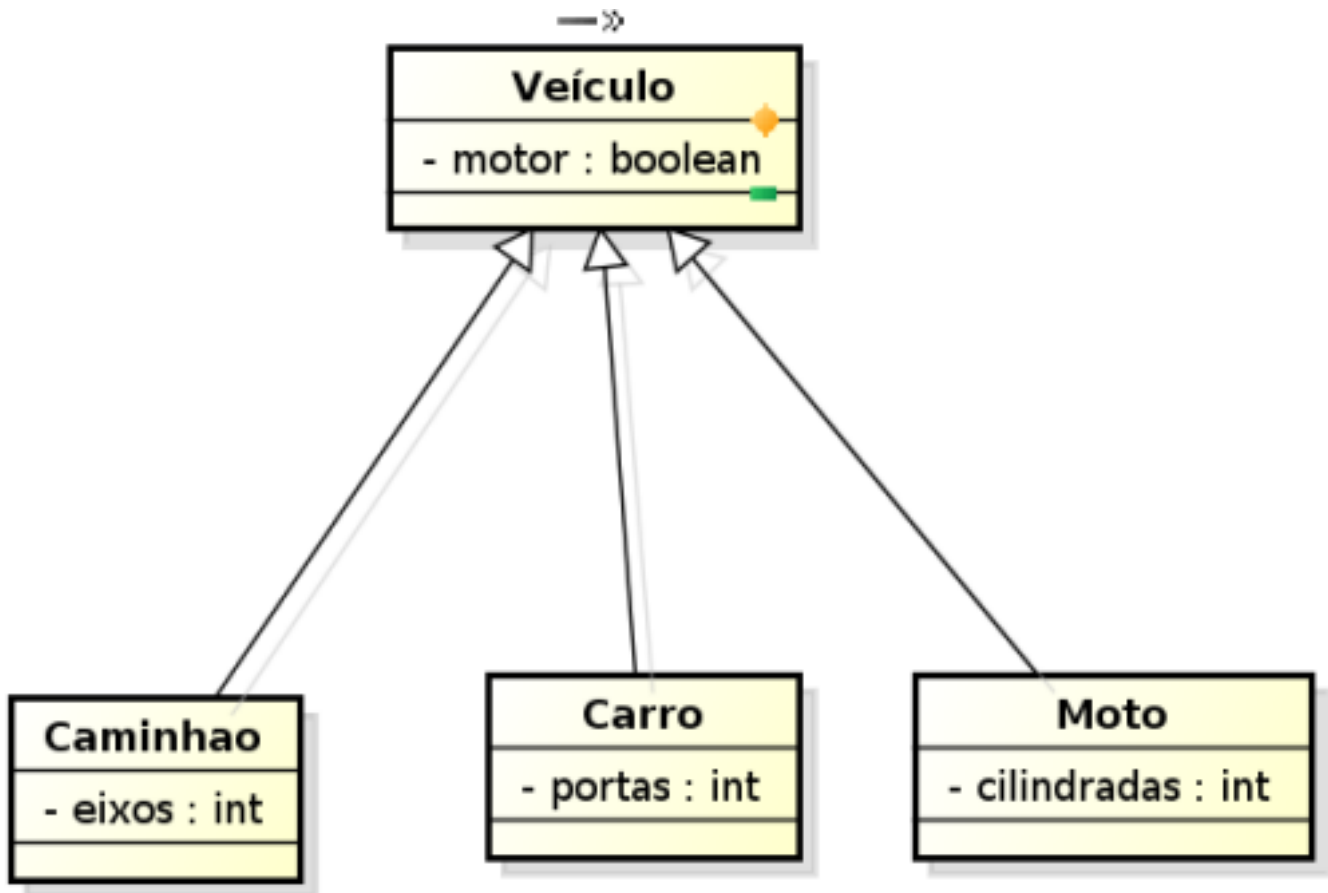 Veículo
- motor : boolean
Caminhao
- eixos : int
Carro
- portas : int
Moto
- cilindradas : int